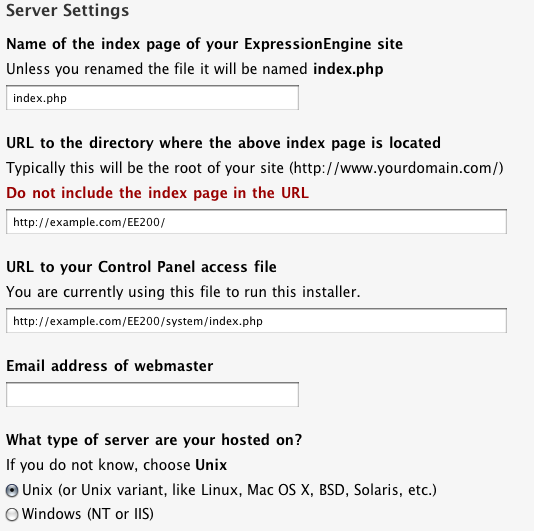 Server Settings
Name of the index page of your ExpressionEngine site
Unless you renamed the file it will be named index.php
index.php
URL to the directory where the above index page is located
Typically this will be the root of your site (http://www.yourdomain.com/)
Do not include the index page in the URL
http://example.com/EE200/
URL to your Control Panel access file
You are currently using this file to run this installer.
http://example.com/EE200/system/index.php
Email address of webmaster
What type of server are your hosted on?
If you do not know, choose Unix
Unix (or Unix variant, like Linux, Mac OS X, BSD, Solaris, etc.)
Windows (NT or IIS)